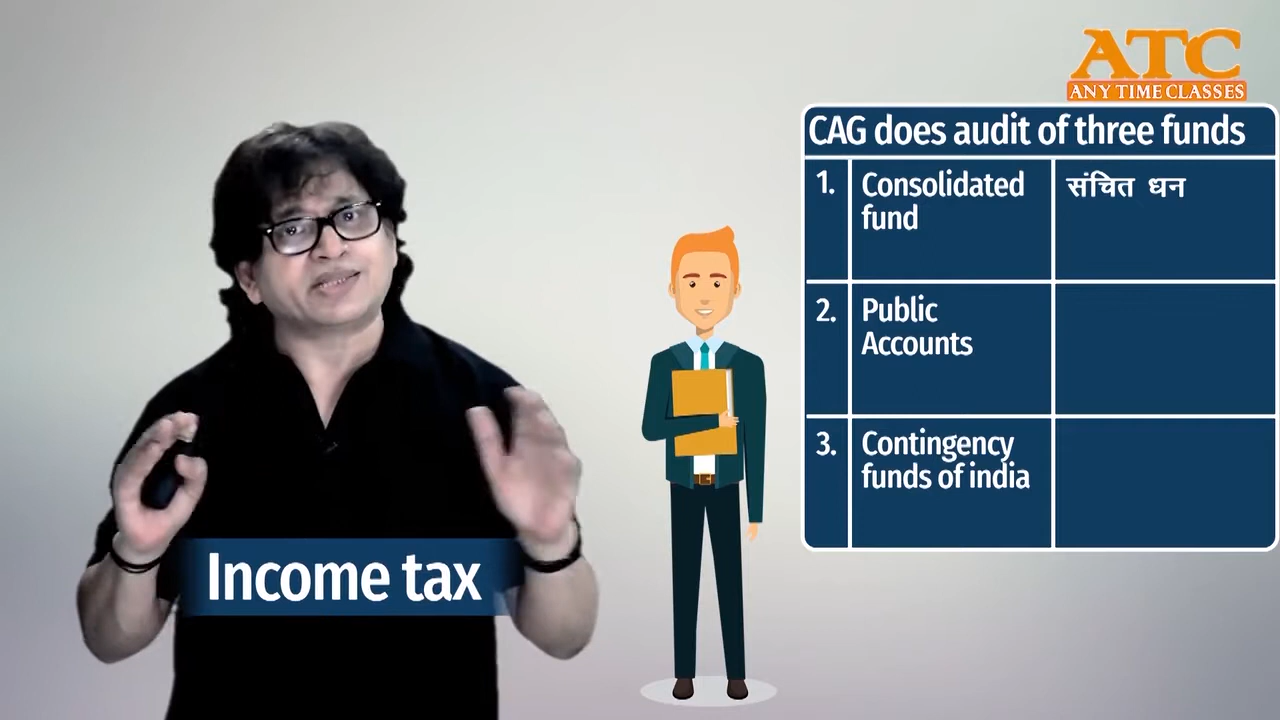 ATC
ANY TIME CLASSES
CAG does audit of three funds
1. Consolidated fund संचित धन
2. Public Accounts
3. Contingency funds of india
Income tax